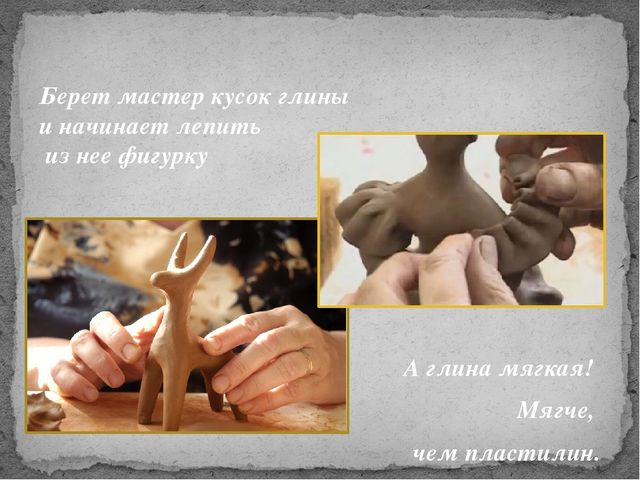 Берет мастер кусок глины
и начинает лепить
из нее фигурку
А глина мягкая!
Мягче,
чем пластилин.